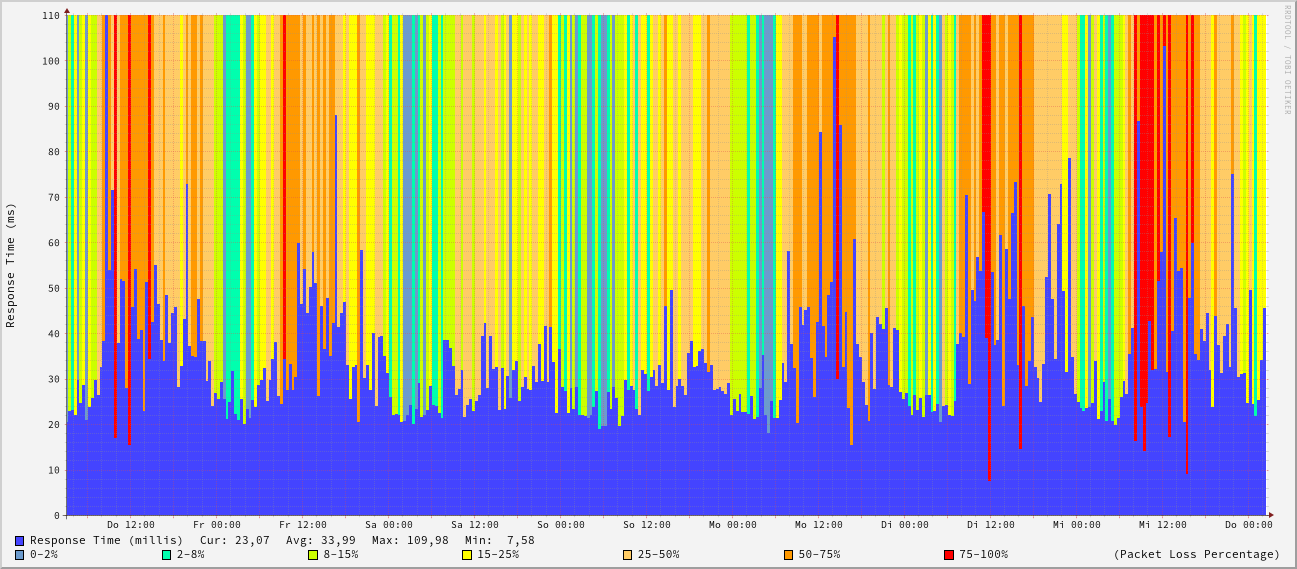 110
100
90
80
70
60
50
40
30
20
10
0
Response Time (ms)
RRDTOOL / TOBI OETIKER
Do 12:00 Fr 00:00 Fr 12:00 Sa 00:00 Sa 12:00 So 00:00 So 12:00 Mo 00:00 Mo 12:00 Di 00:00 Di 12:00 Mi 00:00 Mi 12:00 Do 00:00
Response Time (millis) Cur: 23,07 Avg: 33,99 Max: 109,98 Min: 7,58
0-2% 2-8% 8-15% 15-25% 25-50% 50-75% 75-100% (Packet Loss Percentage)